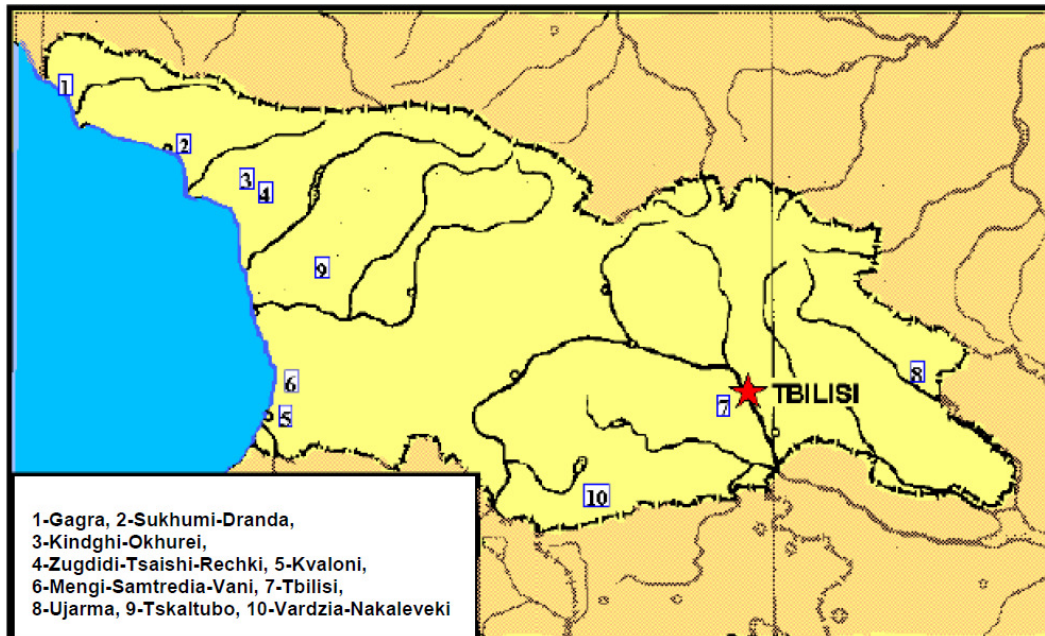 1
2
3
4
9
6
5
7
TBILISI
8
10
1-Gagra, 2-Sukhumi-Dranda,
3-Kindghi-Okhurei,
4-Zugdidi-Tsaishi-Rechki, 5-Kvaloni,
6-Mengi-Samtredia-Vani, 7-Tbilisi,
8-Ujarma, 9-Tskaltubo, 10-Vardzia-Nakaleveki